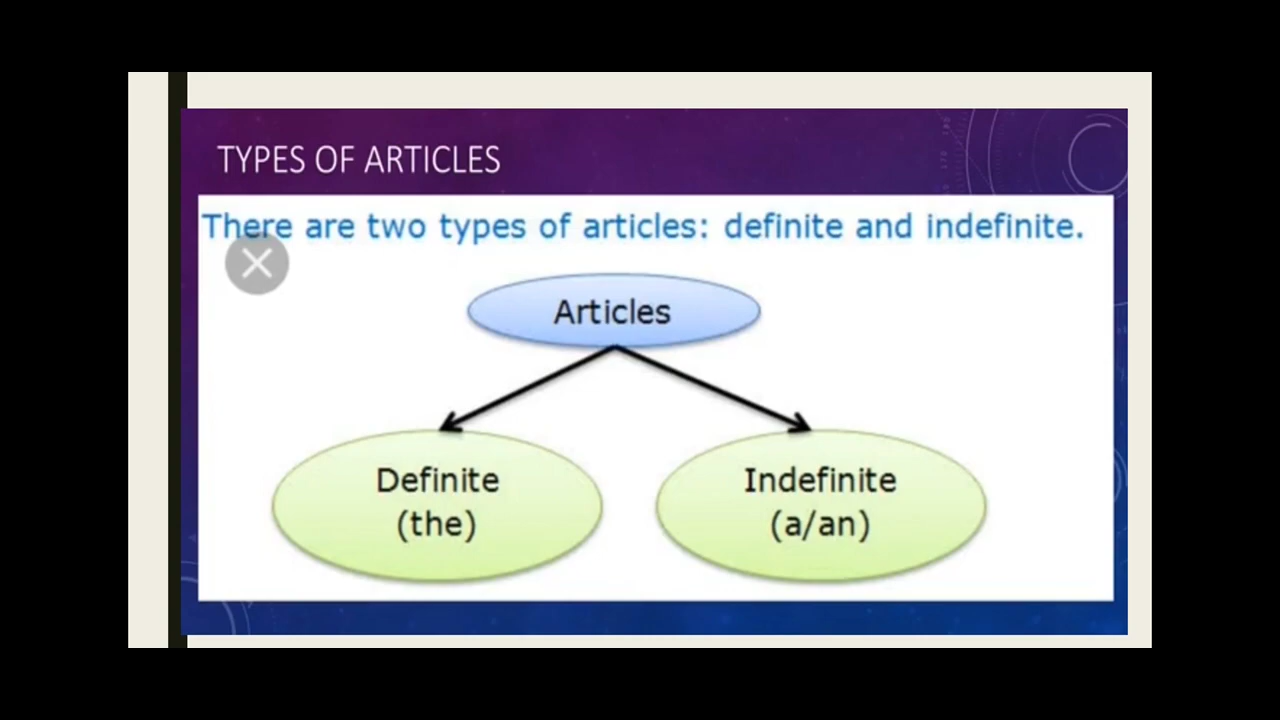 TYPES OF ARTICLES
There are two types of articles: definite and indefinite.
Articles
Definite
(the)
Indefinite
(a/an)